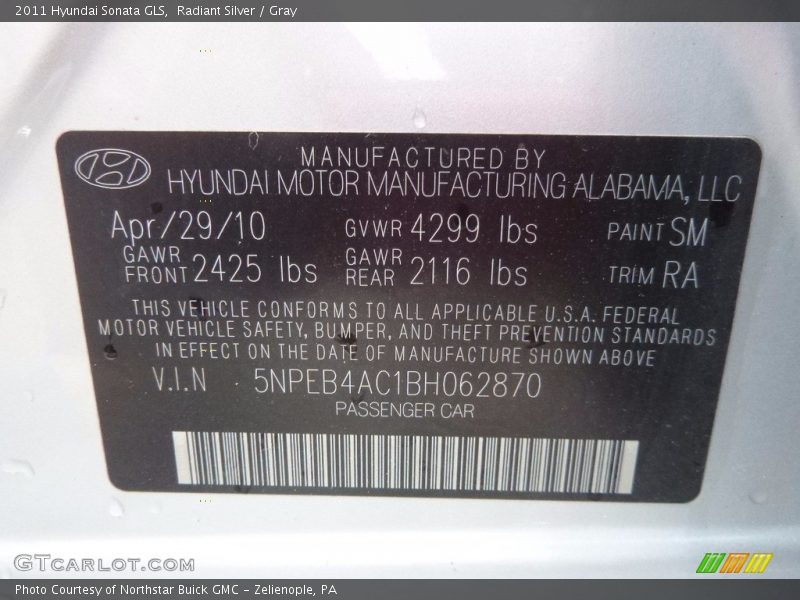 2011 Hyundai Sonata GLS,  Radiant Silver / Gray
MANUFACTURED BY
HYUNDAI MOTOR MANUFACTURING ALABAMA, LLC
Apr/29/10 GVWR 4299 lbs PAINT SM
GAWR FRONT 2425 lbs GAWR REAR 2116 lbs TRIM RA
THIS VEHICLE CONFORMS TO ALL APPLICABLE U.S.A. FEDERAL
MOTOR VEHICLE SAFETY, BUMPER, AND THEFT PREVENTION STANDARDS
IN EFFECT ON THE DATE OF MANUFACTURE SHOWN ABOVE
V.I.N 5NPEB4AC1BH062870
PASSENGER CAR
GTCARLOT.COM
Photo Courtesy of Northstar Buick GMC - Zelienople, PA